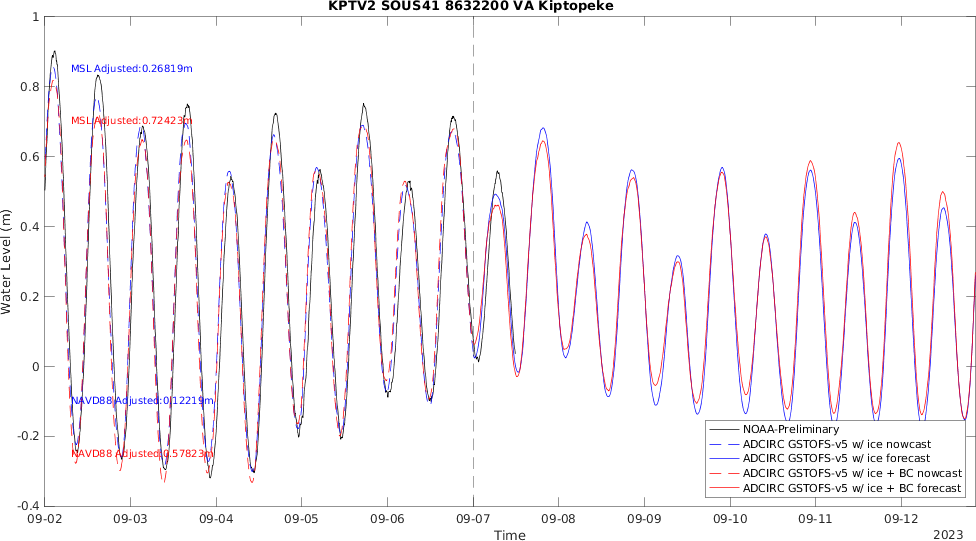 KPTV2 SOUS41 8632200 VA Kiptopeke
1
0.8
0.6
0.4
0.2
0
-0.2
-0.4
Water Level (m)
MSL Adjusted:0.26819m
MSL Adjusted:0.72423m
NAVD88 Adjusted:0.12219m
NAVD88 Adjusted:0.57823m
NOAA-Preliminary
ADCIRC GSTOFS-v5 w/ ice nowcast
ADCIRC GSTOFS-v5 w/ ice forecast
ADCIRC GSTOFS-v5 w/ ice + BC nowcast
ADCIRC GSTOFS-v5 w/ ice + BC forecast
09-02 09-03 09-04 09-05 09-06 09-07 09-08 09-09 09-10 09-11 09-12
Time
2023